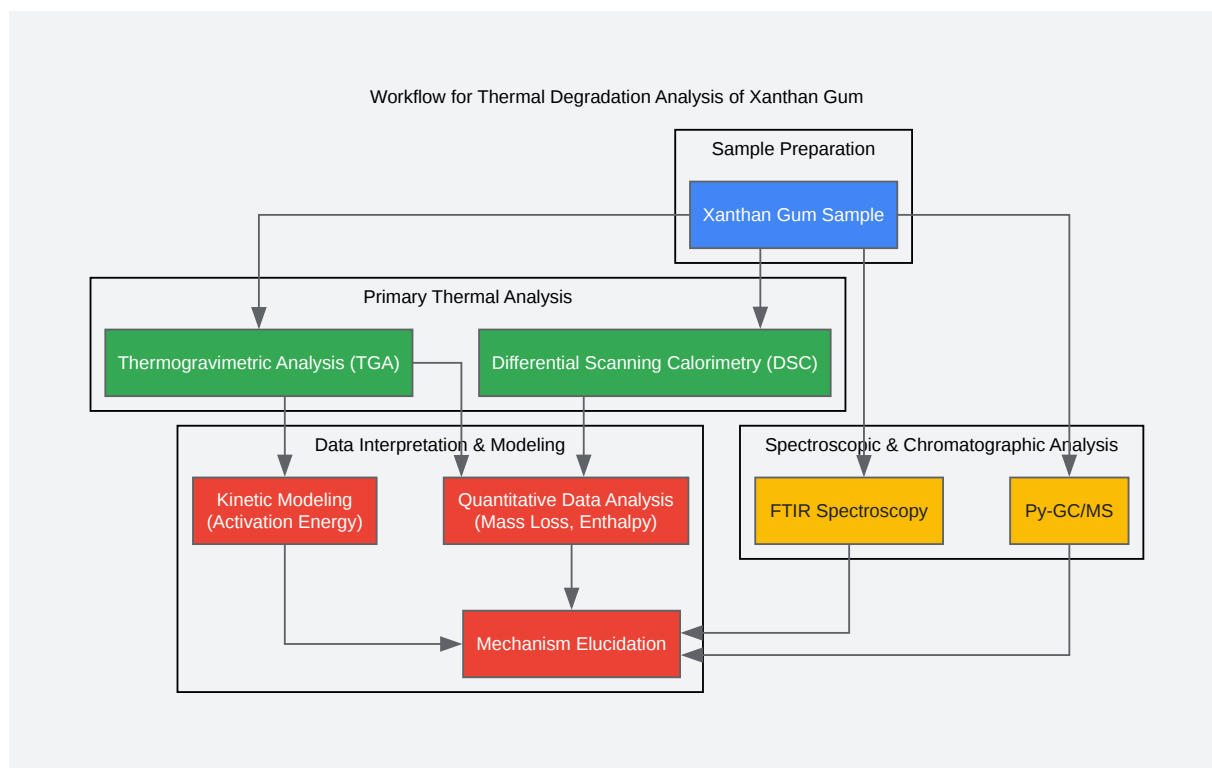 Workflow for Thermal Degradation Analysis of Xanthan Gum
Sample Preparation
Xanthan Gum Sample
Primary Thermal Analysis
Thermogravimetric Analysis (TGA)
Differential Scanning Calorimetry (DSC)
Data Interpretation & Modeling
Spectroscopic & Chromatographic Analysis
Kinetic Modeling
(Activation Energy)
Quantitative Data Analysis
(Mass Loss, Enthalpy)
FTIR Spectroscopy
Py-GC/MS
Mechanism Elucidation